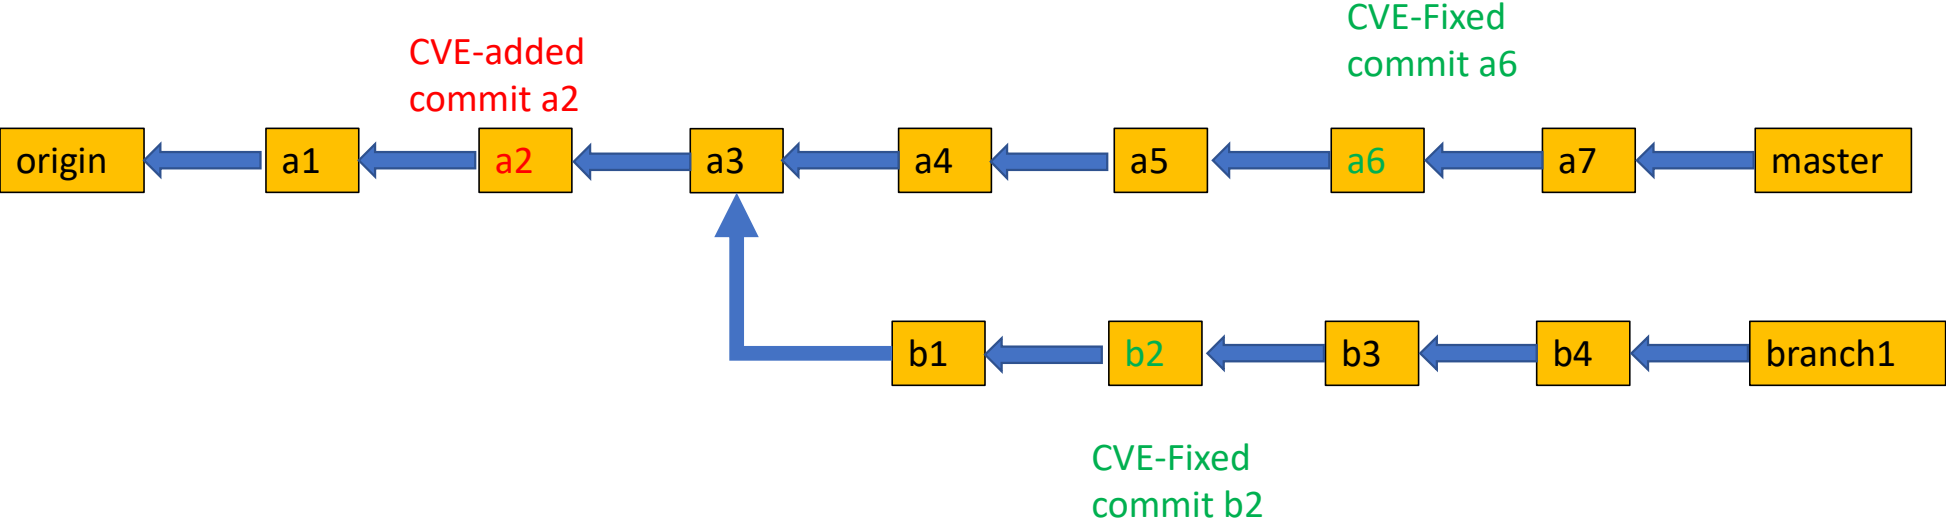 CVE-Fixed
commit a6
CVE-added
commit a2
origin
a1
a2
a3
a4
a5
a6
a7
master
b1
b2
b3
b4
branch1
CVE-Fixed
commit b2